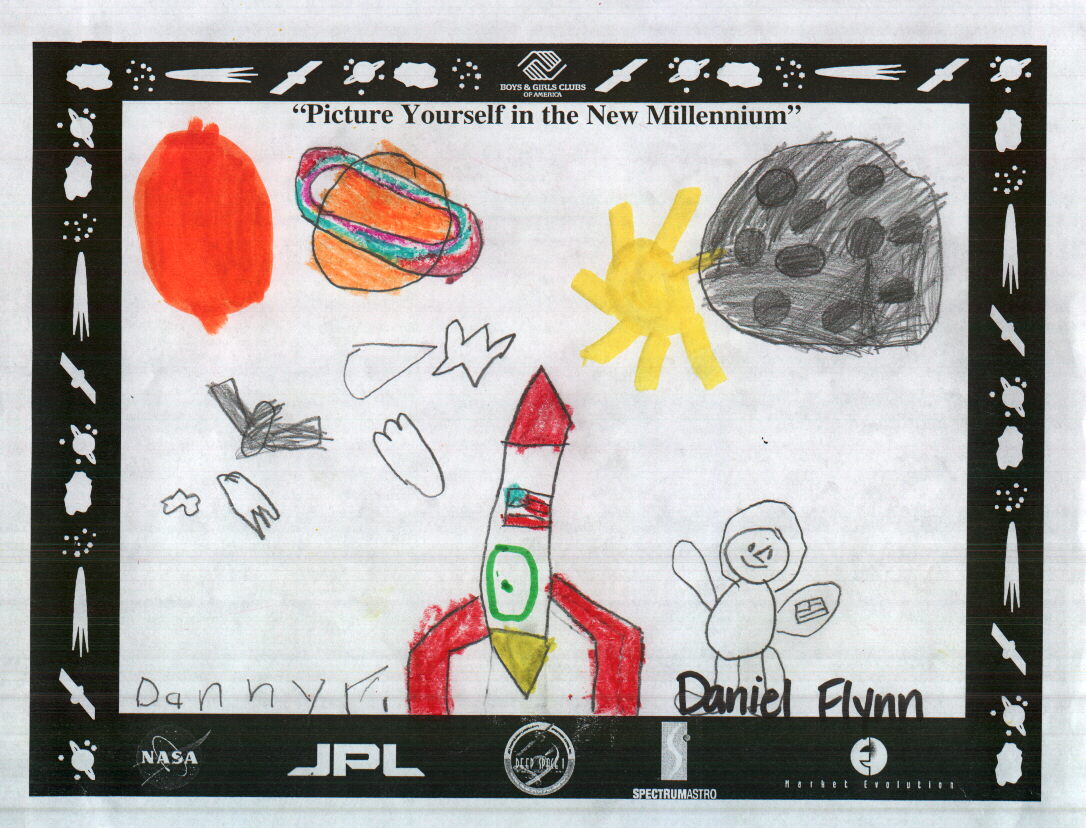 BOYS & GIRLS CLUBS
OF AMERICA
“Picture Yourself in the New Millennium”
Danny F.
Daniel Flynn
NASA
JPL
DEEP SPACE 1
SPECTRUMASTRO
Market Evolution